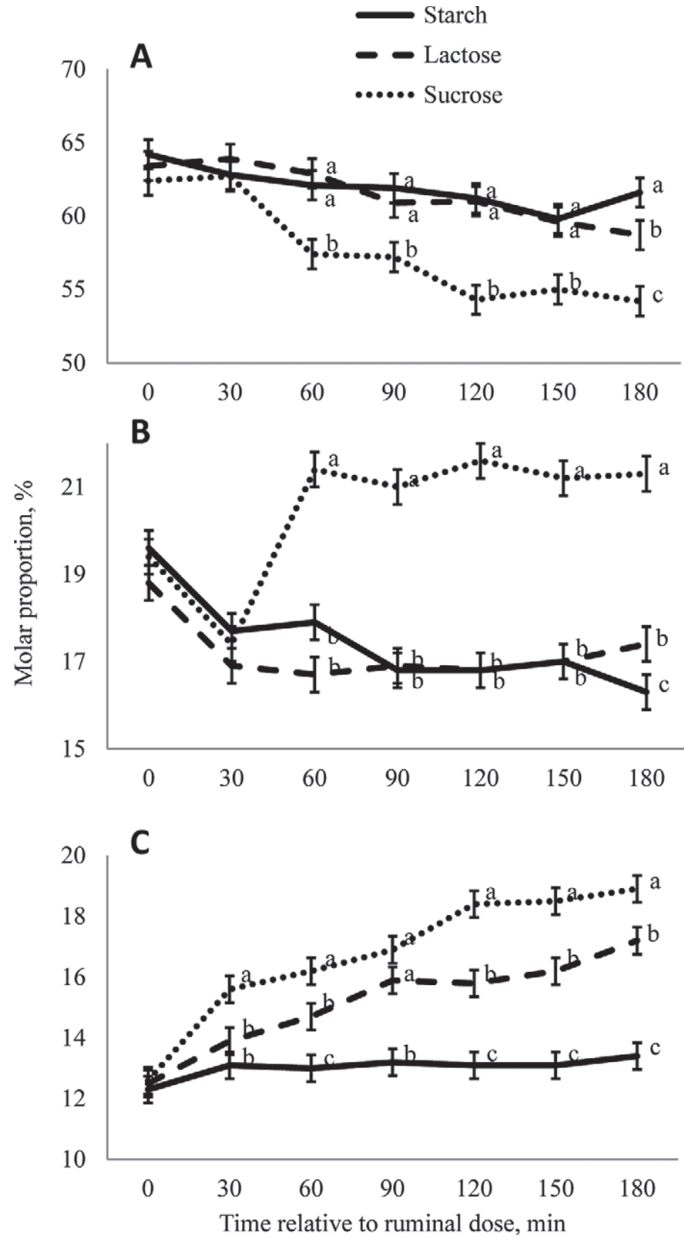 Starch
Lactose
Sucrose
A
70
65
60
55
50
a
a
a
a
a
a
a
a
a
b
b
b
b
b
c
0 30 60 90 120 150 180
B
21
19
17
15
a
a
a
a
a
b
b
b
b
b
b
b
b
b
c
0 30 60 90 120 150 180
Molar proportion, %
C
20
18
16
14
12
10
a
a
a
a
a
a
a
b
b
b
b
b
b
b
c
b
c
c
c
0 30 60 90 120 150 180
Time relative to ruminal dose, min